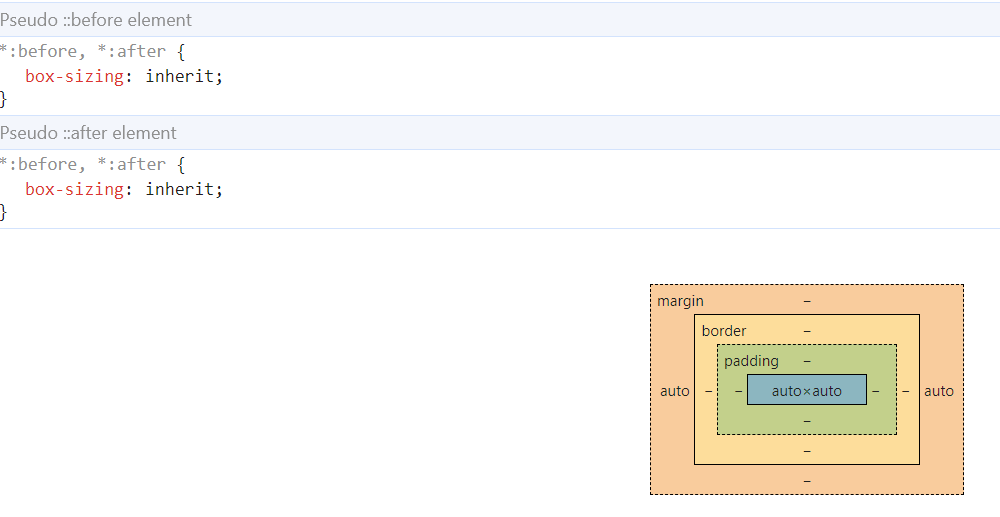 Pseudo ::before element
*:before, *:after {
box-sizing: inherit;
}
Pseudo ::after element
*:before, *:after {
box-sizing: inherit;
}
margin –
border –
padding –
auto – – auto×auto – – auto
–
–
–